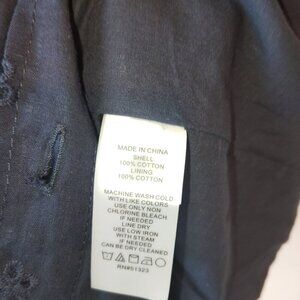 MADE IN CHINA
SHELL
100% COTTON
LINING
100% COTTON
MACHINE WASH COLD
WITH LIKE COLORS
USE ONLY NON
CHLORINE BLEACH
IF NEEDED
LINE DRY
USE LOW IRON
WITH STEAM
IF NEEDED
CAN BE DRY CLEANED
RN#51323